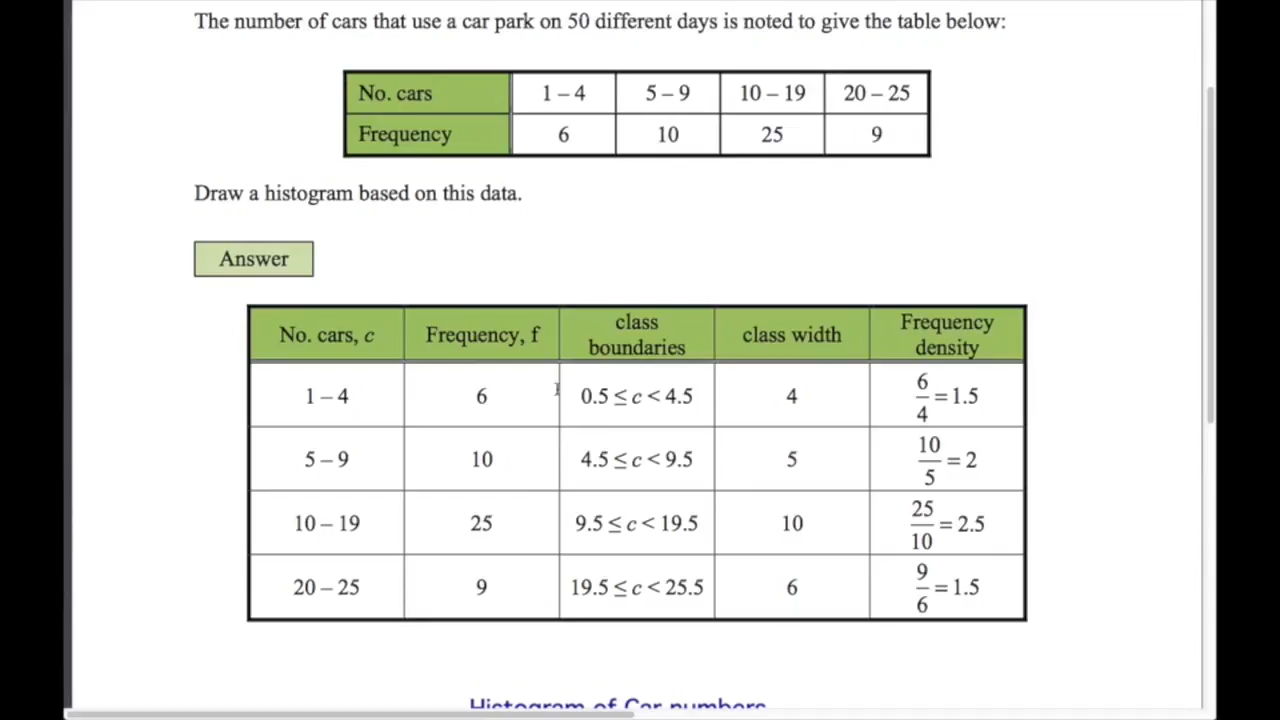 The number of cars that use a car park on 50 different days is noted to give the table below:
No. cars 1 – 4 5 – 9 10 – 19 20 – 25
Frequency 6 10 25 9
Draw a histogram based on this data.
Answer
No. cars, c Frequency, f class boundaries class width Frequency density
1 – 4 6 0.5 ≤ c < 4.5 4 6/4 = 1.5
5 – 9 10 4.5 ≤ c < 9.5 5 10/5 = 2
10 – 19 25 9.5 ≤ c < 19.5 10 25/10 = 2.5
20 – 25 9 19.5 ≤ c < 25.5 6 9/6 = 1.5
Histogram of Car numbers